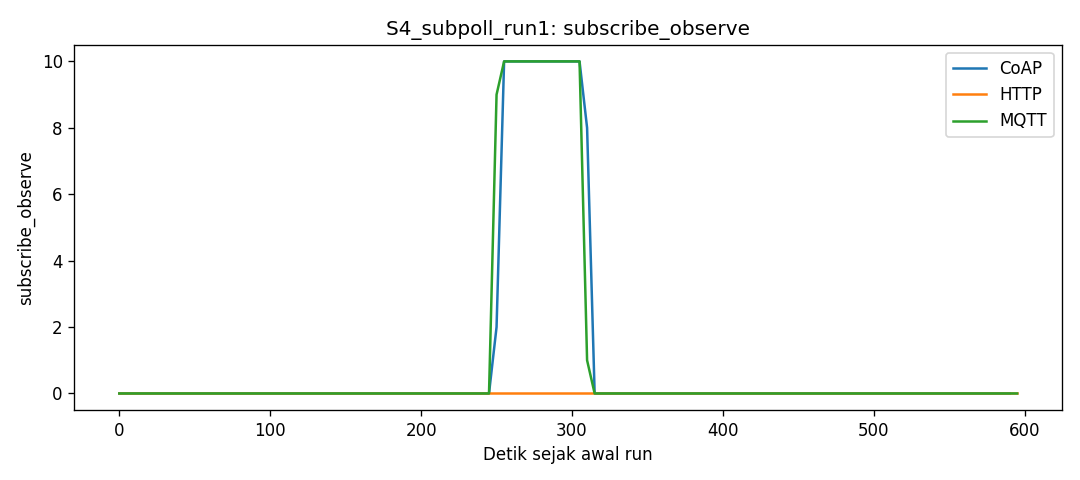 S4_subpoll_run1: subscribe_observe
CoAP
HTTP
MQTT
subscribe_observe
10
8
6
4
2
0
0 100 200 300 400 500 600
Detik sejak awal run